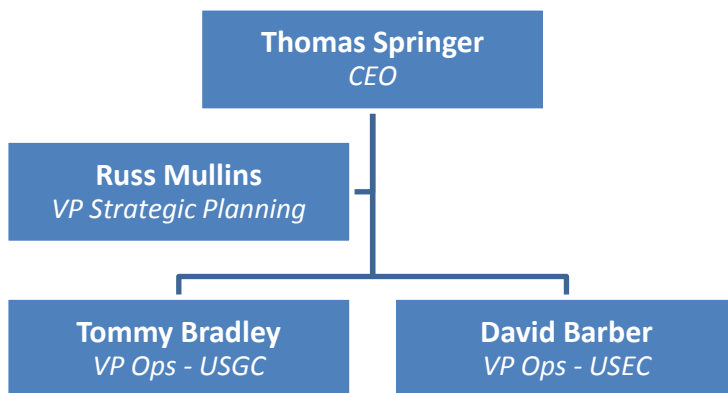 Thomas Springer
CEO
Russ Mullins
VP Strategic Planning
Tommy Bradley
VP Ops - USGC
David Barber
VP Ops - USEC